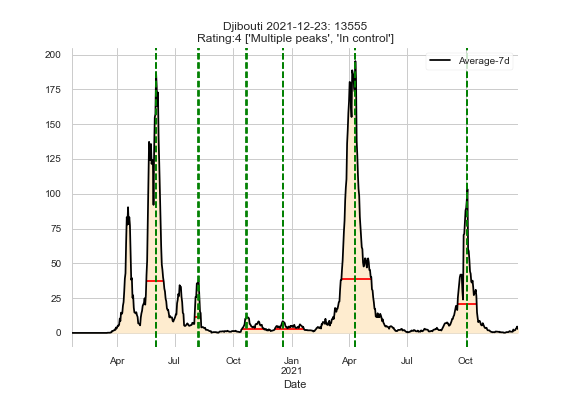 Djibouti 2021-12-23: 13555
Rating:4 ['Multiple peaks', 'In control']
Average-7d
200
175
150
125
100
75
50
25
0
Apr Jul Oct Jan Apr Jul Oct
2021
Date